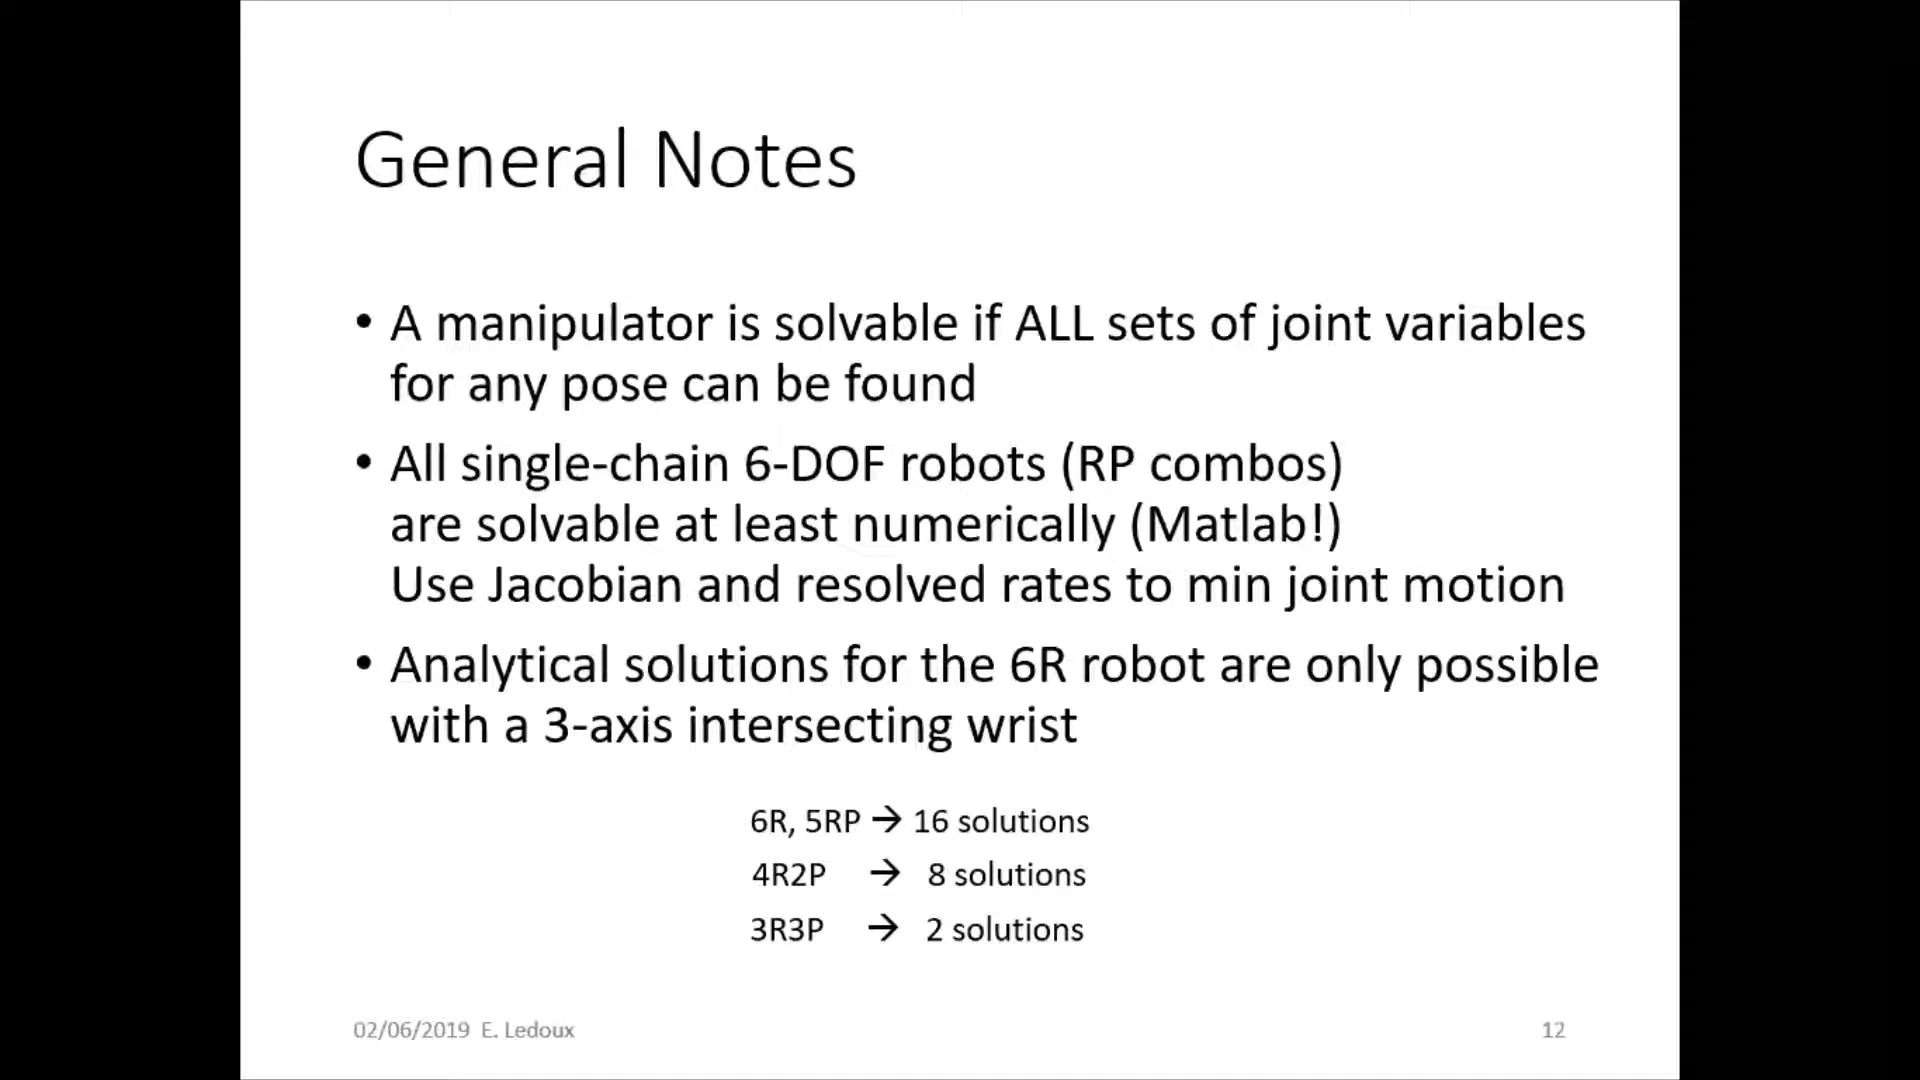 General Notes
• A manipulator is solvable if ALL sets of joint variables
for any pose can be found
• All single-chain 6-DOF robots (RP combos)
are solvable at least numerically (Matlab!)
Use Jacobian and resolved rates to min joint motion
• Analytical solutions for the 6R robot are only possible
with a 3-axis intersecting wrist
6R, 5RP → 16 solutions
4R2P → 8 solutions
3R3P → 2 solutions
02/06/2019 E. Ledoux
12